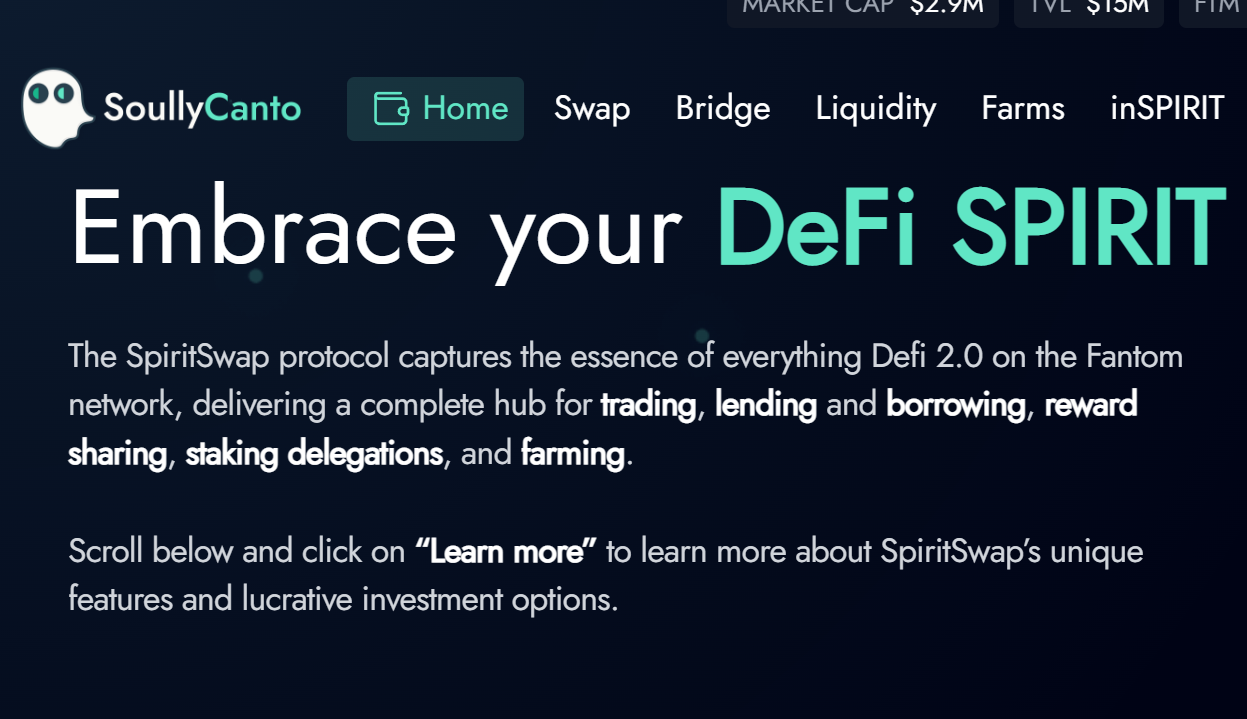 MARKET CAP $2.9M TVL $15M FTM
SoullyCanto Home Swap Bridge Liquidity Farms inSPIRIT
Embrace your DeFi SPIRIT
The SpiritSwap protocol captures the essence of everything Defi 2.0 on the Fantom
network, delivering a complete hub for trading, lending and borrowing, reward
sharing, staking delegations, and farming.
Scroll below and click on “Learn more” to learn more about SpiritSwap’s unique
features and lucrative investment options.